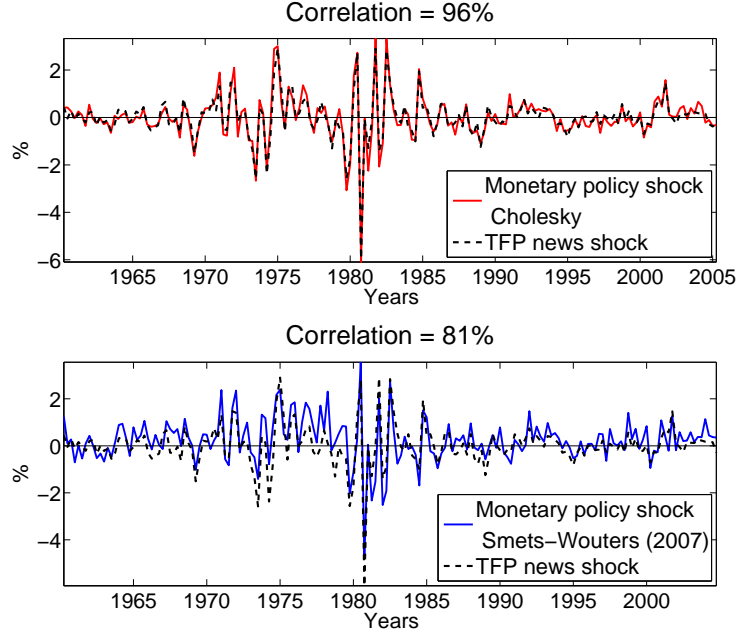 Correlation = 96%
2
0
−2
−4
−6
%
Monetary policy shock
Cholesky
TFP news shock
1965 1970 1975 1980 1985 1990 1995 2000 2005
Years
Correlation = 81%
2
0
−2
−4
%
Monetary policy shock
Smets−Wouters (2007)
TFP news shock
1965 1970 1975 1980 1985 1990 1995 2000
Years